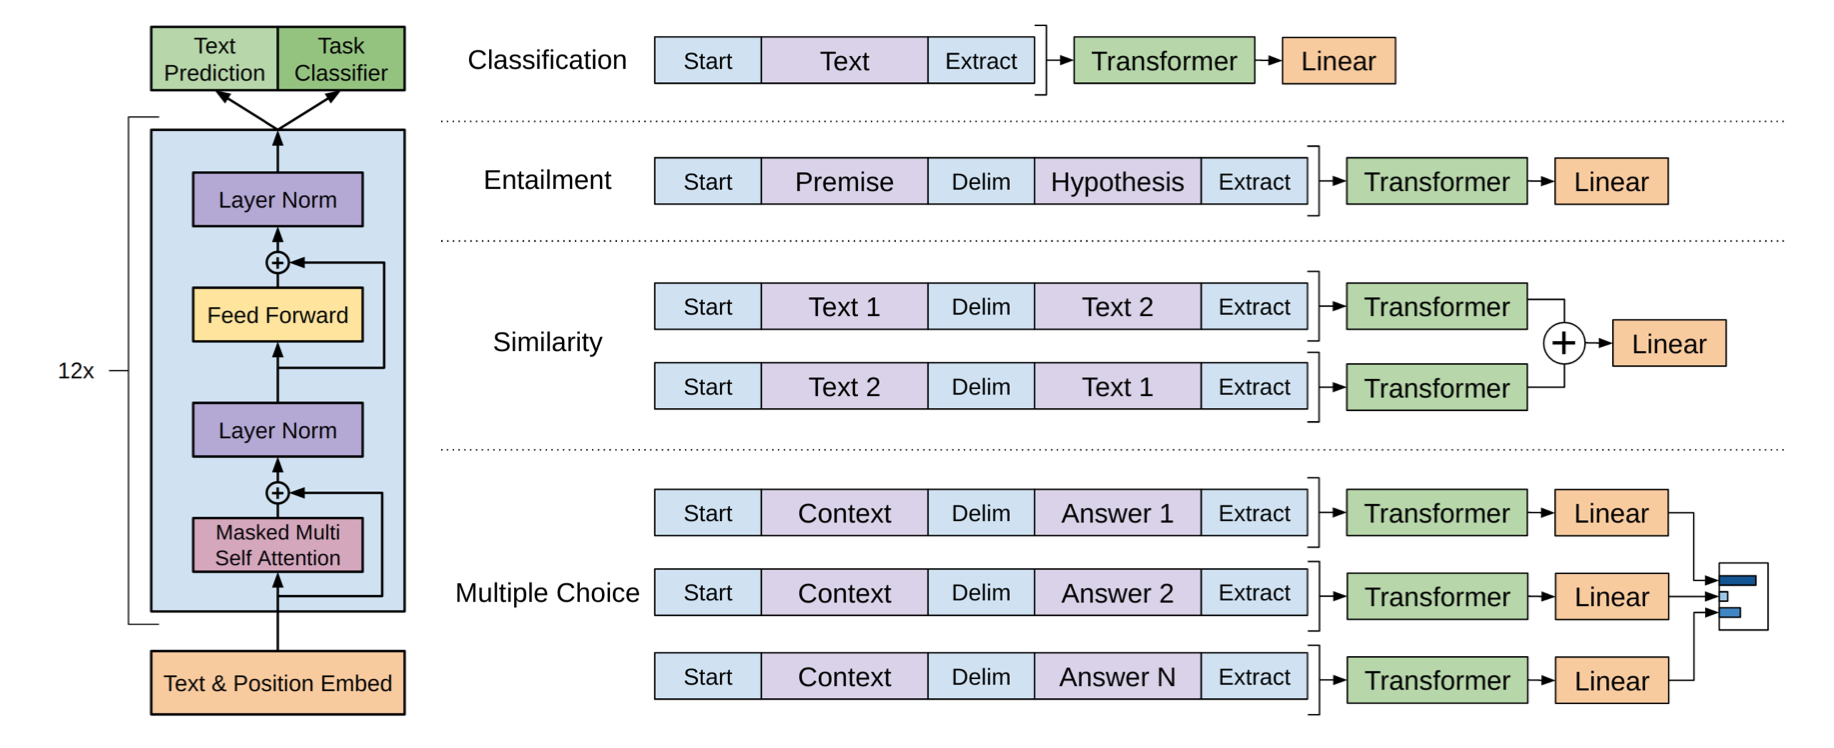 Text
Prediction
Task
Classifier
12x
Layer Norm
+
Feed Forward
Layer Norm
+
Masked Multi
Self Attention
Text & Position Embed
Classification
Start Text Extract Transformer Linear
Entailment
Start Premise Delim Hypothesis Extract Transformer Linear
Similarity
Start Text 1 Delim Text 2 Extract Transformer
Start Text 2 Delim Text 1 Extract Transformer
+
Linear
Multiple Choice
Start Context Delim Answer 1 Extract Transformer Linear
Start Context Delim Answer 2 Extract Transformer Linear
Start Context Delim Answer N Extract Transformer Linear